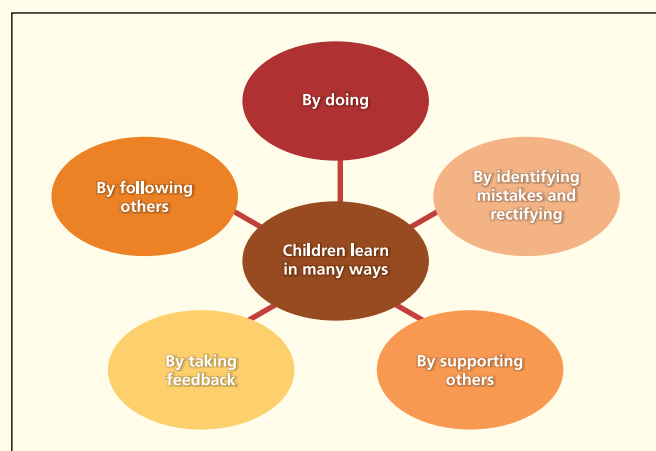 By doing
By identifying
mistakes and
rectifying
By supporting
others
By taking
feedback
By following
others
Children learn
in many ways